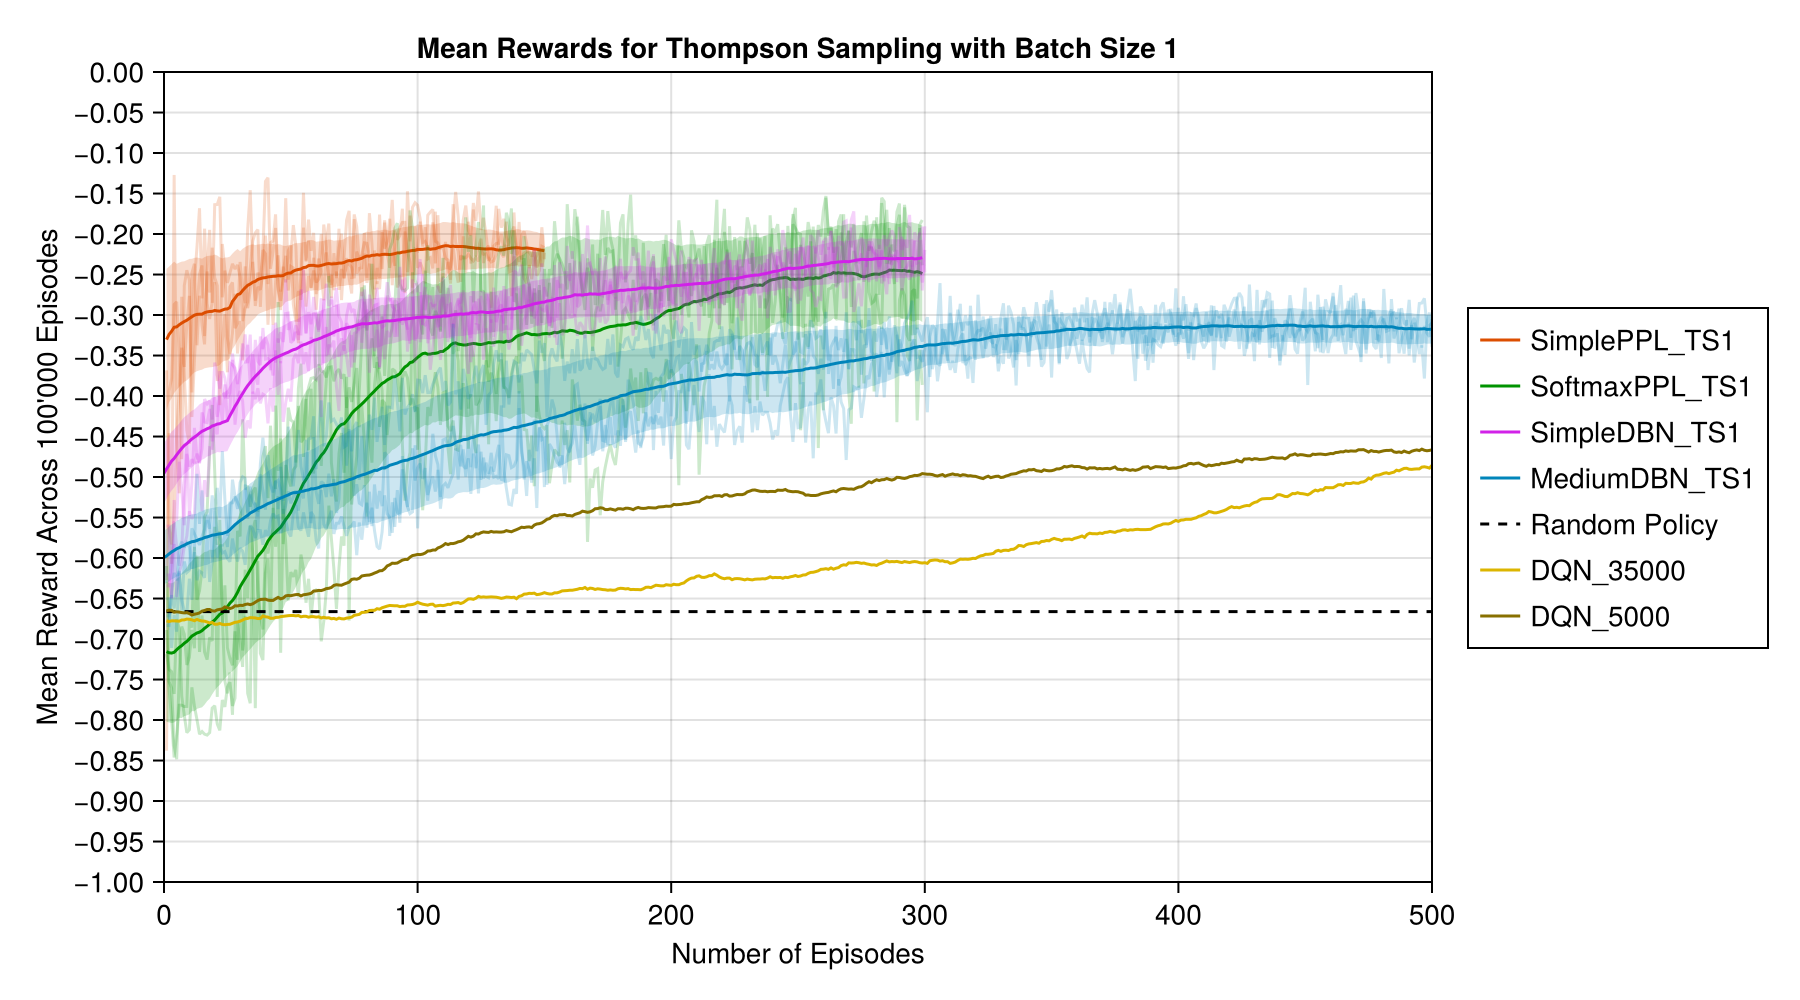 Mean Rewards for Thompson Sampling with Batch Size 1
0.00
−0.05
−0.10
−0.15
−0.20
−0.25
−0.30
−0.35
−0.40
−0.45
−0.50
−0.55
−0.60
−0.65
−0.70
−0.75
−0.80
−0.85
−0.90
−0.95
−1.00
Mean Reward Across 100'000 Episodes
0 100 200 300 400 500
Number of Episodes
SimplePPL_TS1
SoftmaxPPL_TS1
SimpleDBN_TS1
MediumDBN_TS1
Random Policy
DQN_35000
DQN_5000